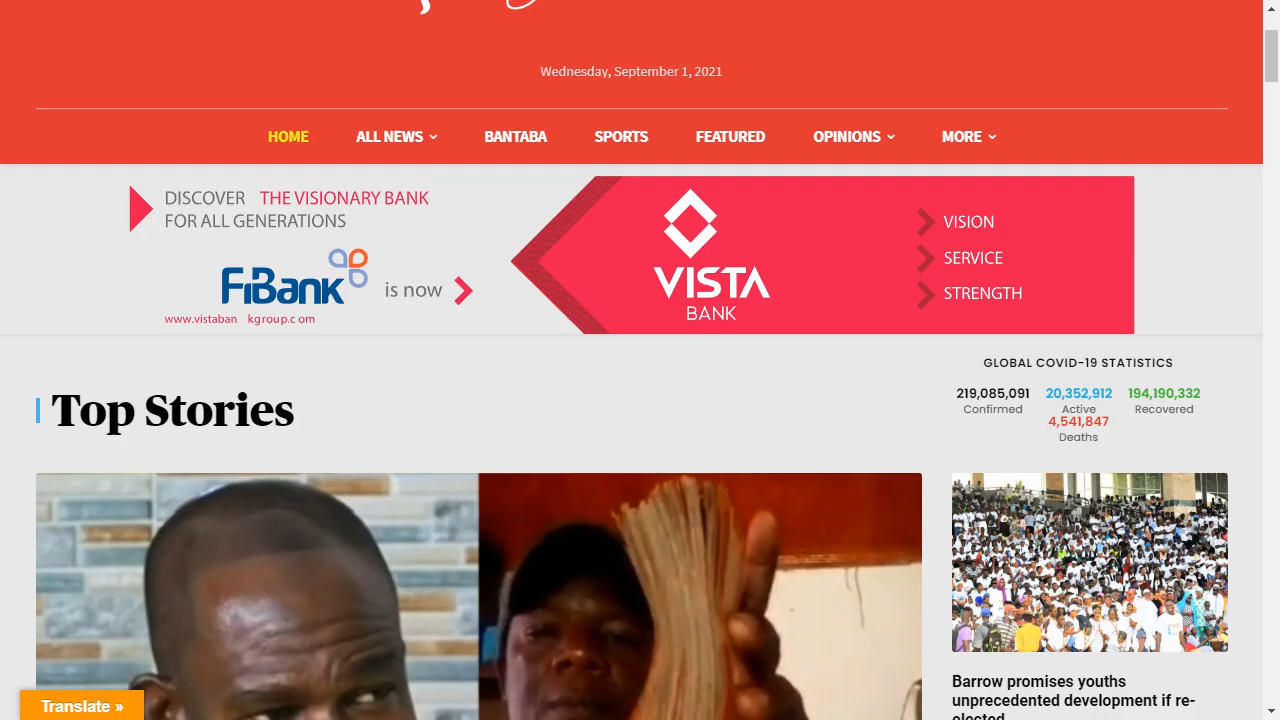 Wednesday, September 1, 2021
HOME ALL NEWS BANTABA SPORTS FEATURED OPINIONS MORE
DISCOVER THE VISIONARY BANK
FOR ALL GENERATIONS
FiBank is now
www.vistaban kgroup.c om
VISTA
BANK
VISION
SERVICE
STRENGTH
GLOBAL COVID-19 STATISTICS
219,085,091 20,352,912 194,190,332
Confirmed Active Recovered
4,541,847
Deaths
Top Stories
Barrow promises youths
unprecedented development if re-
elected
Translate »